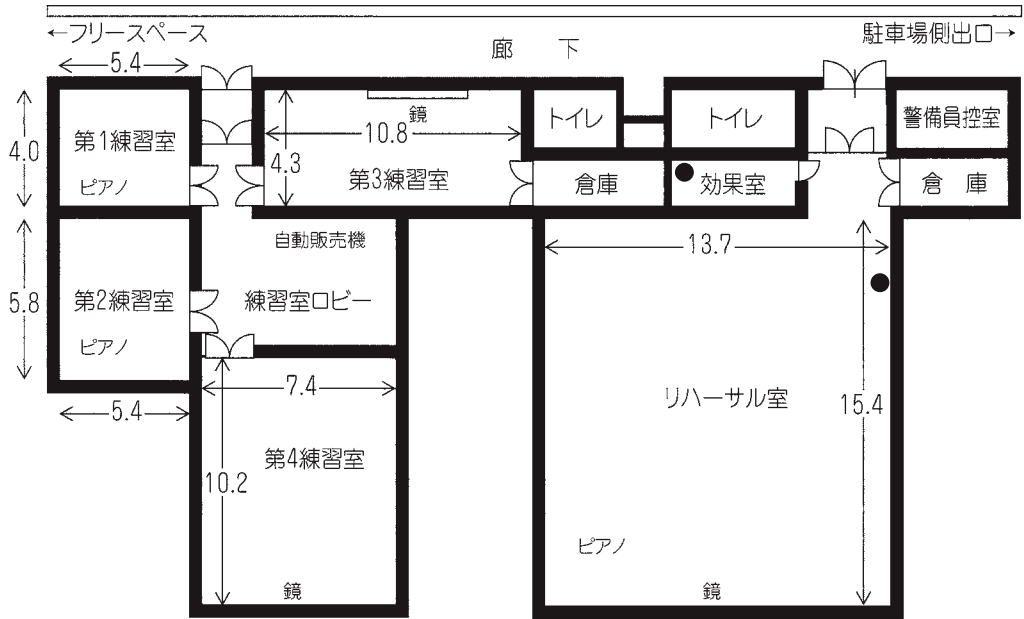 ←フリースペース
駐車場側出口→
廊 下
5.4
4.0
第1練習室
ピアノ
鏡
10.8
4.3
第3練習室
トイレ
トイレ
警備員控室
倉庫
効果室
倉 庫
5.8
第2練習室
ピアノ
5.4
自動販売機
練習室ロビー
7.4
10.2
第4練習室
鏡
13.7
15.4
リハーサル室
ピアノ
鏡